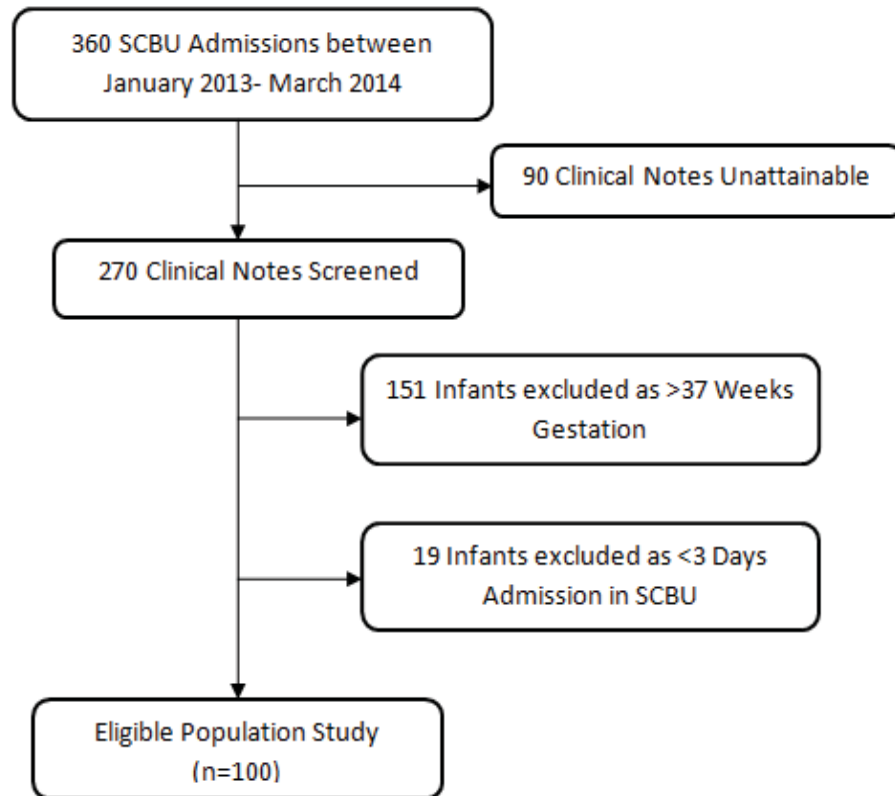 360 SCBU Admissions between
January 2013- March 2014
90 Clinical Notes Unattainable
270 Clinical Notes Screened
151 Infants excluded as >37 Weeks
Gestation
19 Infants excluded as <3 Days
Admission in SCBU
Eligible Population Study
(n=100)